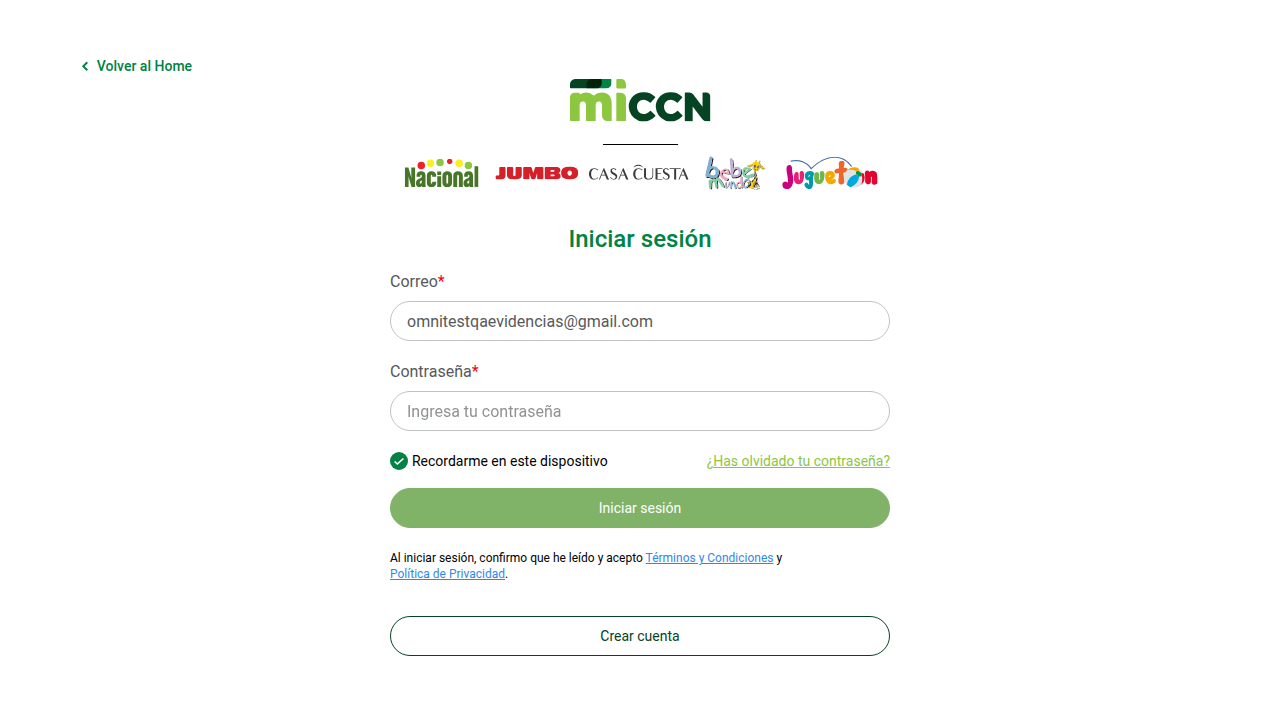 Volver al Home
miCCN
Nacional JUMBO CASA CUESTA bebemundo Jugueton
Iniciar sesión
Correo*
omnitestqaevidencias@gmail.com
Contraseña*
Ingresa tu contraseña
Recordarme en este dispositivo ¿Has olvidado tu contraseña?
Iniciar sesión
Al iniciar sesión, confirmo que he leído y acepto Términos y Condiciones y
Política de Privacidad.
Crear cuenta